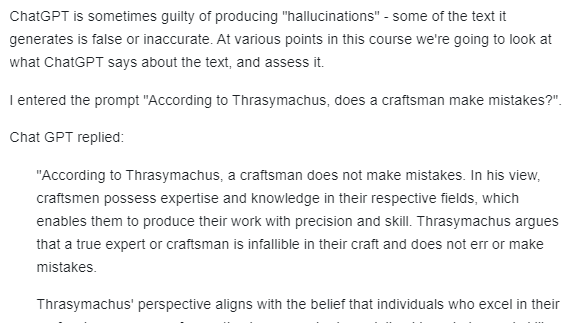 ChatGPT is sometimes guilty of producing "hallucinations" - some of the text it
generates is false or inaccurate. At various points in this course we're going to look at
what ChatGPT says about the text, and assess it.
I entered the prompt "According to Thrasymachus, does a craftsman make mistakes?".
Chat GPT replied:
"According to Thrasymachus, a craftsman does not make mistakes. In his view,
craftsmen possess expertise and knowledge in their respective fields, which
enables them to produce their work with precision and skill. Thrasymachus argues
that a true expert or craftsman is infallible in their craft and does not err or make
mistakes.
Thrasymachus' perspective aligns with the belief that individuals who excel in their